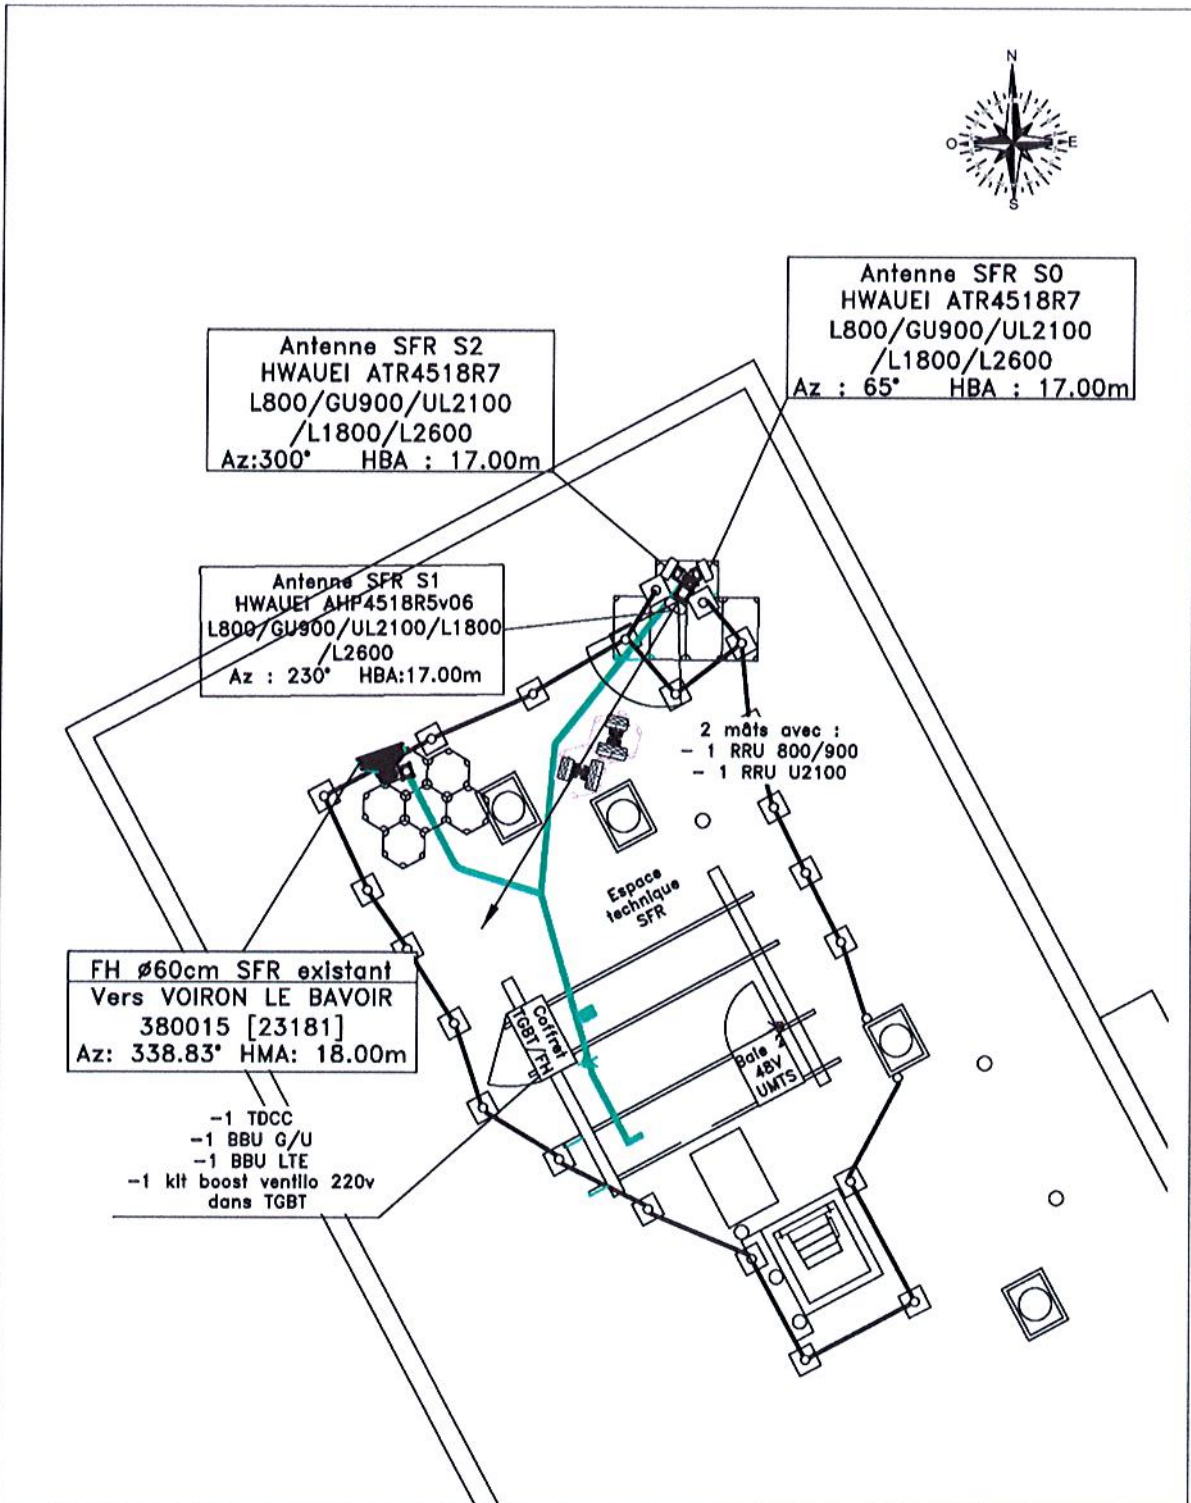 N
O E
S
Antenne SFR S0
HWAUEI ATR4518R7
L800/GU900/UL2100
/L1800/L2600
Az : 65° HBA : 17.00m
Antenne SFR S2
HWAUEI ATR4518R7
L800/GU900/UL2100
/L1800/L2600
Az:300° HBA : 17.00m
Antenne SFR S1
HWAUEI AHP4518R5v06
L800/GU900/UL2100/L1800
/L2600
Az : 230° HBA:17.00m
2 mâts avec :
- 1 RRU 800/900
- 1 RRU U2100
Espace
technique
SFR
FH Ø60cm SFR existant
Vers VOIRON LE BAVOIR
380015 [23181]
Az: 338.83° HMA: 18.00m
Coffret
TGBT/FH
Baie 2
48V
UMTS
-1 TDCC
-1 BBU G/U
-1 BBU LTE
-1 kit boost ventilo 220v
dans TGBT